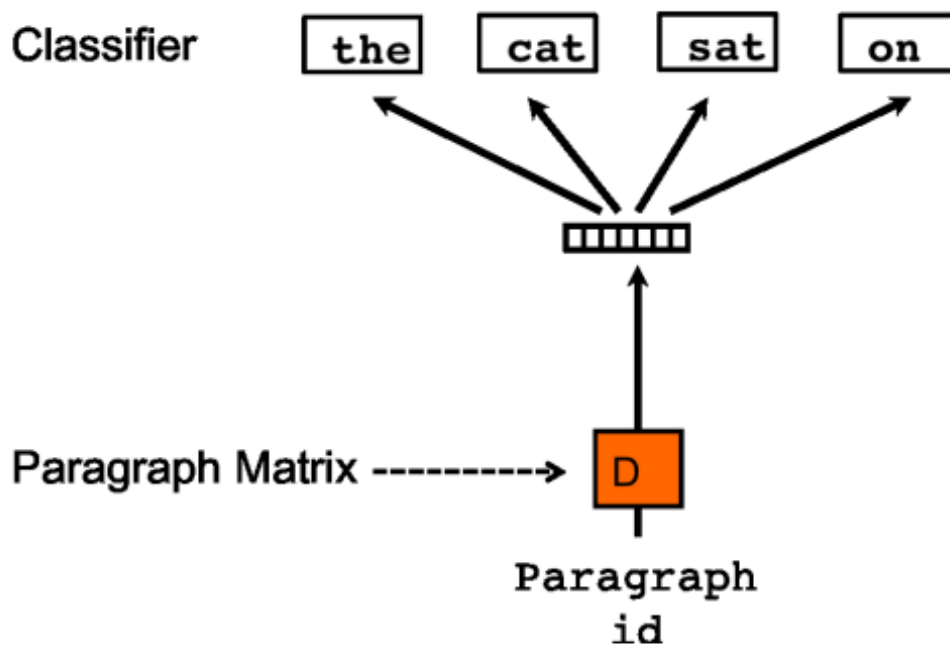 Classifier the cat sat on
Paragraph Matrix D
Paragraph
id